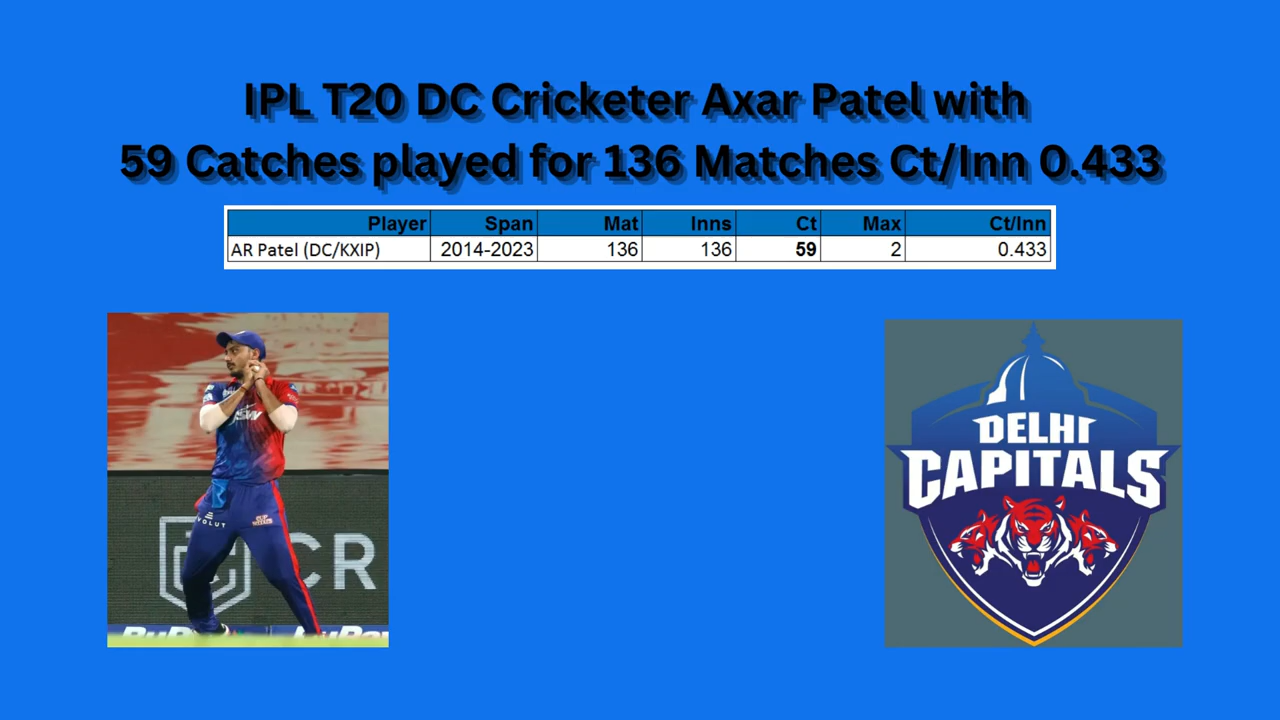 IPL T20 DC Cricketer Axar Patel with
59 Catches played for 136 Matches Ct/Inn 0.433
Player Span Mat Inns Ct Max Ct/Inn
AR Patel (DC/KXIP) 2014-2023 136 136 59 2 0.433
JSW
CR
DELHI
CAPITALS